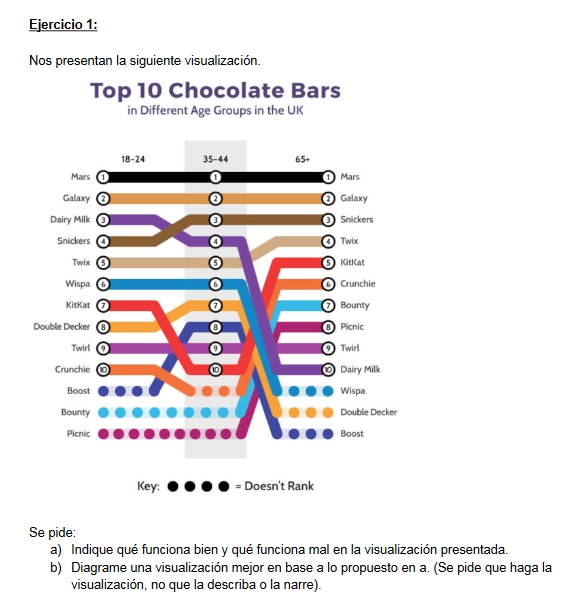 Ejercicio 1:
Nos presentan la siguiente visualización.
Top 10 Chocolate Bars
in Different Age Groups in the UK
18-24 35-44 65+
Mars 1 1 1 Mars
Galaxy 2 2 2 Galaxy
Dairy Milk 3 3 3 Snickers
Snickers 4 4 4 Twix
Twix 5 5 5 KitKat
Wispa 6 6 6 Crunchie
KitKat 7 7 7 Bounty
Double Decker 8 8 8 Picnic
Twirl 9 9 9 Twirl
Crunchie 10 10 10 Dairy Milk
Boost Wispa
Bounty Double Decker
Picnic Boost
Key: = Doesn't Rank
Se pide:
a) Indique qué funciona bien y qué funciona mal en la visualización presentada.
b) Diagrame una visualización mejor en base a lo propuesto en a. (Se pide que haga la
visualización, no que la describa o la narre).